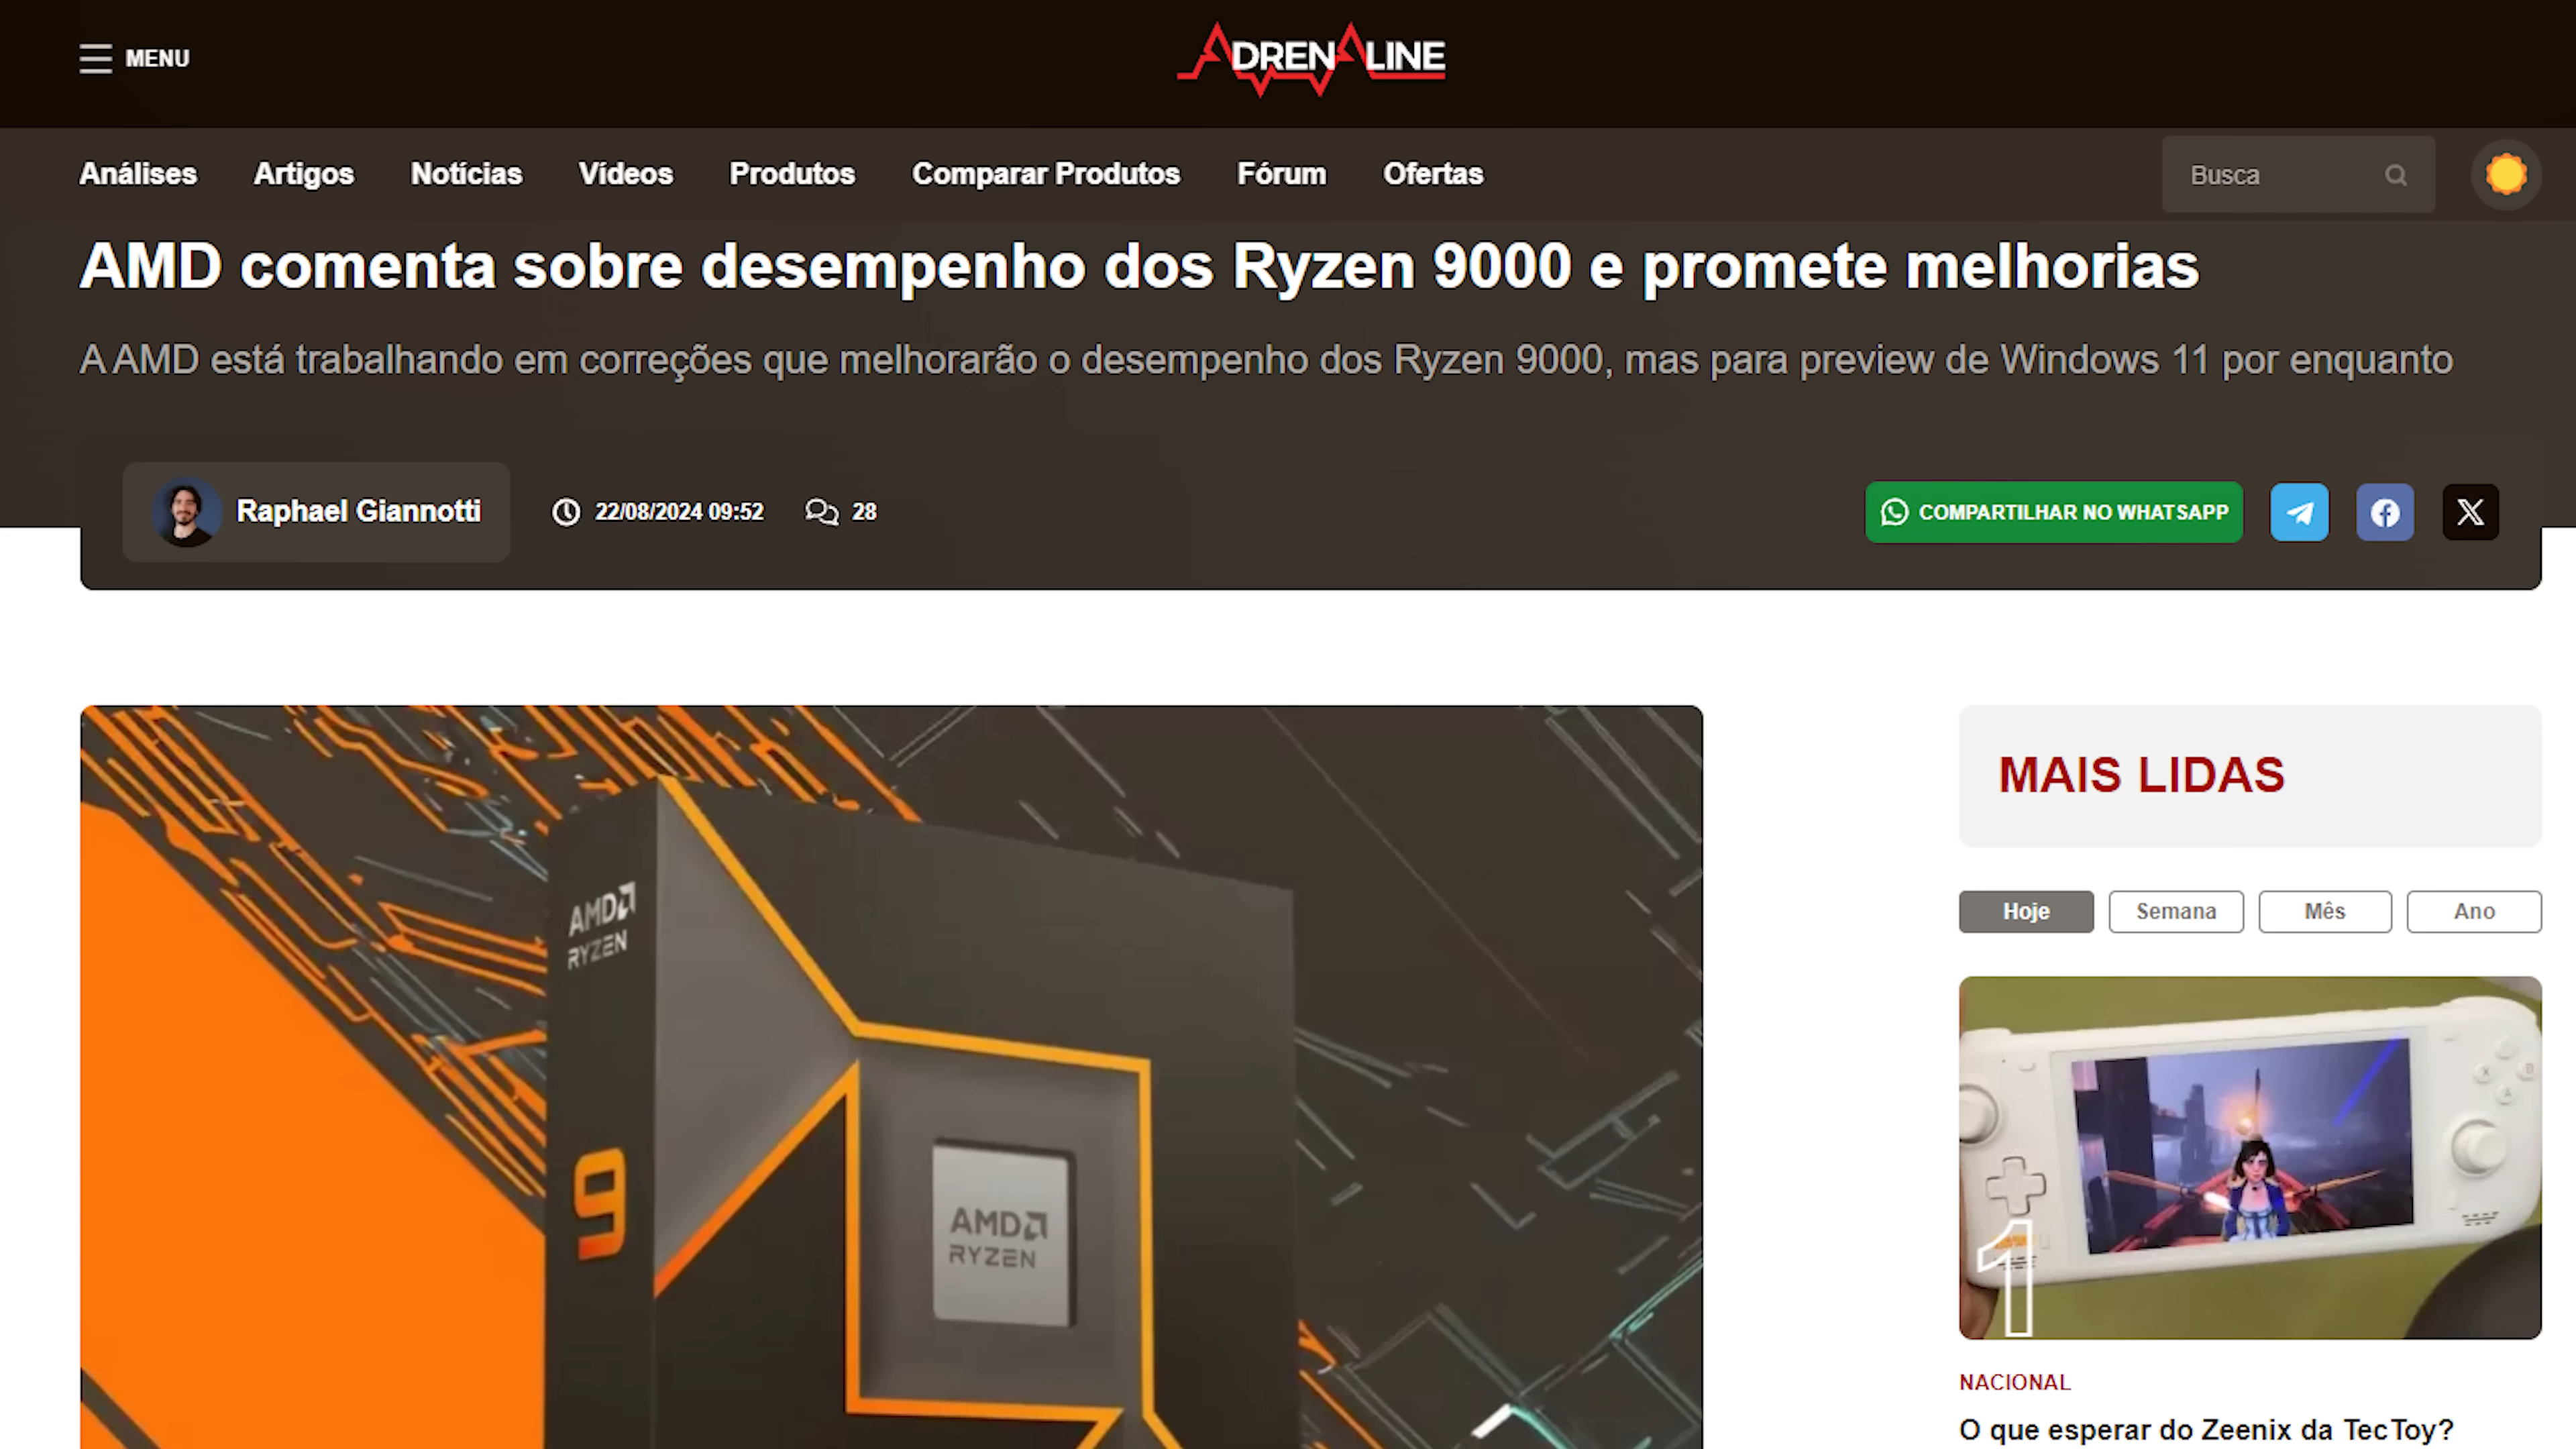 MENU
ADRENALINE
Análises Artigos Notícias Vídeos Produtos Comparar Produtos Fórum Ofertas Busca
AMD comenta sobre desempenho dos Ryzen 9000 e promete melhorias
A AMD está trabalhando em correções que melhorarão o desempenho dos Ryzen 9000, mas para preview de Windows 11 por enquanto
Raphael Giannotti 22/08/2024 09:52 28 COMPARTILHAR NO WHATSAPP
AMD
RYZEN
9
AMD
RYZEN
MAIS LIDAS
Hoje Semana Mês Ano
1
NACIONAL
O que esperar do Zeenix da TecToy?